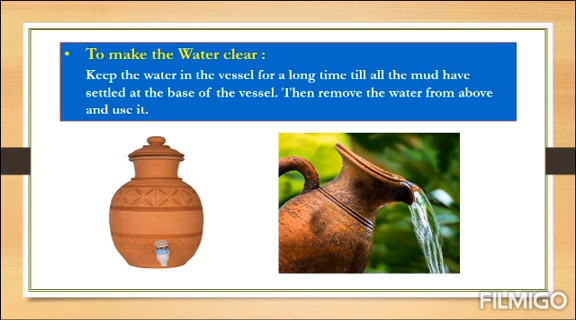 • To make the Water clear :
Keep the water in the vessel for a long time till all the mud have
settled at the base of the vessel. Then remove the water from above
and use it.
FILMIGO